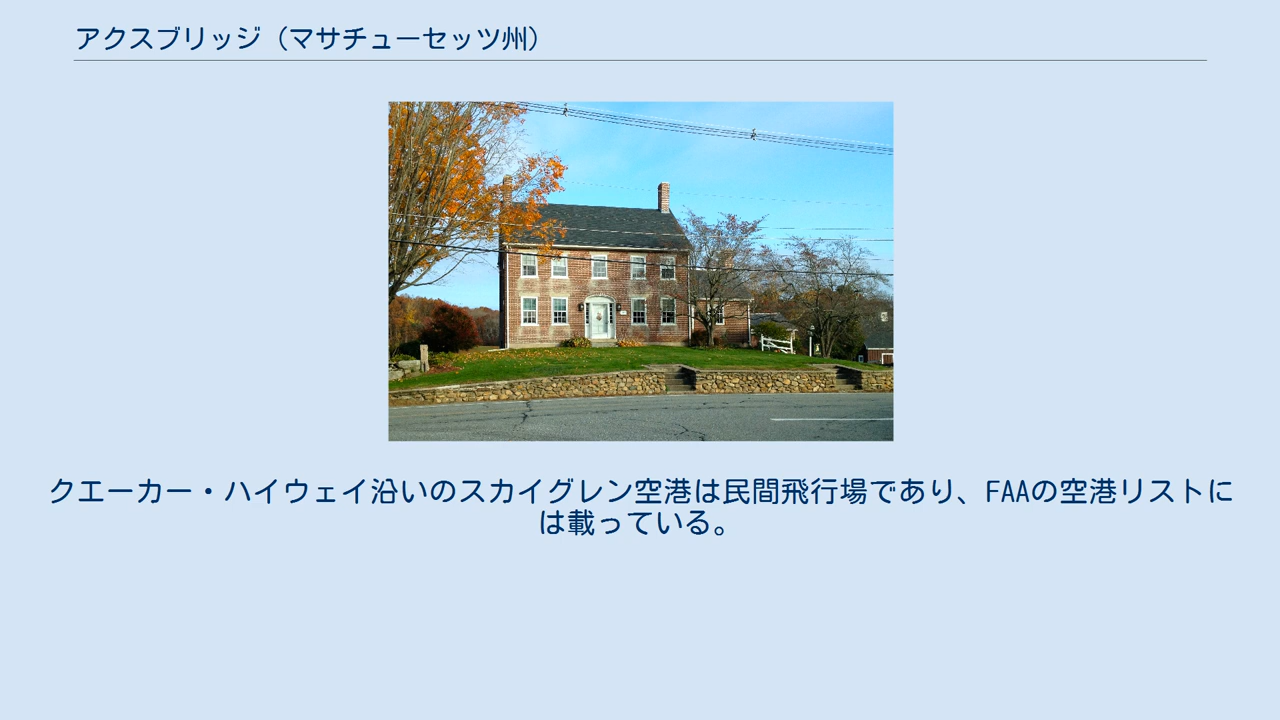 アクスブリッジ（マサチューセッツ州）
クエーカー・ハイウェイ沿いのスカイグレン空港は民間飛行場であり、FAAの空港リストに
は載っている。